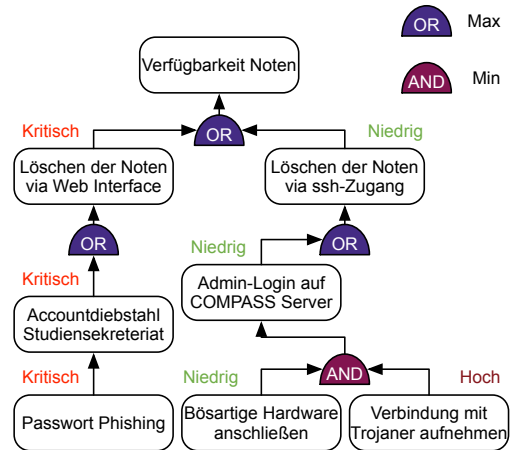 OR Max
AND Min
Verfügbarkeit Noten
Kritisch
OR
Niedrig
Löschen der Noten
via Web Interface
Löschen der Noten
via ssh-Zugang
OR
Niedrig
OR
Kritisch
Admin-Login auf
COMPASS Server
Accountdiebstahl
Studiensekreteriat
Kritisch
Niedrig
AND
Hoch
Passwort Phishing
Bösartige Hardware
anschließen
Verbindung mit
Trojaner aufnehmen